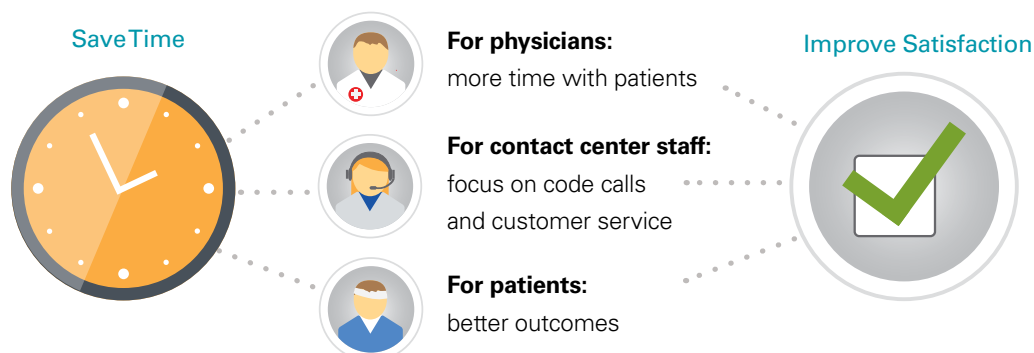 Save Time
For physicians:
more time with patients
Improve Satisfaction
For contact center staff:
focus on code calls
and customer service
For patients:
better outcomes